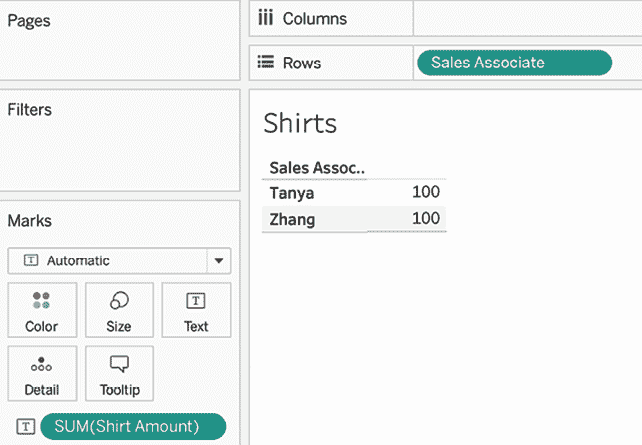 Pages
Columns
Rows
Sales Associate
Filters
Shirts
Sales Assoc..
Tanya 100
Zhang 100
Marks
T Automatic
Color Size T Text
Detail Tooltip
T SUM(Shirt Amount)